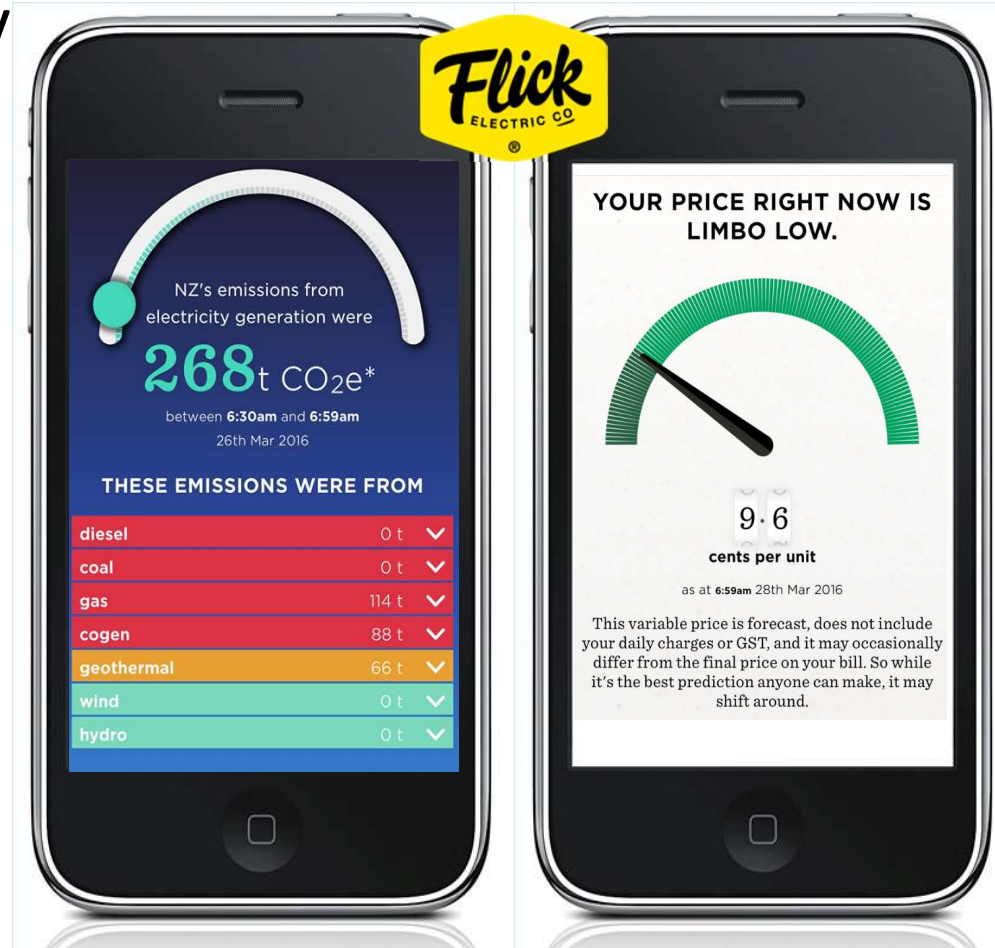 y
Flick
ELECTRIC CO
®
NZ's emissions from
electricity generation were
268t CO2e*
between 6:30am and 6:59am
26th Mar 2016
THESE EMISSIONS WERE FROM
diesel 0 t
coal 0 t
gas 114 t
cogen 88 t
geothermal 66 t
wind 0 t
hydro 0 t
YOUR PRICE RIGHT NOW IS
LIMBO LOW.
9.6
cents per unit
as at 6:59am 28th Mar 2016
This variable price is forecast, does not include
your daily charges or GST, and it may occasionally
differ from the final price on your bill. So while
it's the best prediction anyone can make, it may
shift around.